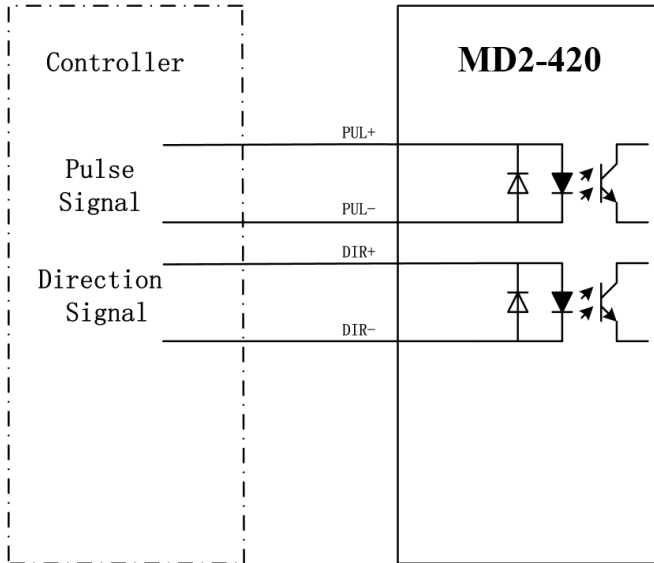 Controller
MD2-420
PUL+
Pulse
Signal
PUL-
DIR+
Direction
Signal
DIR-